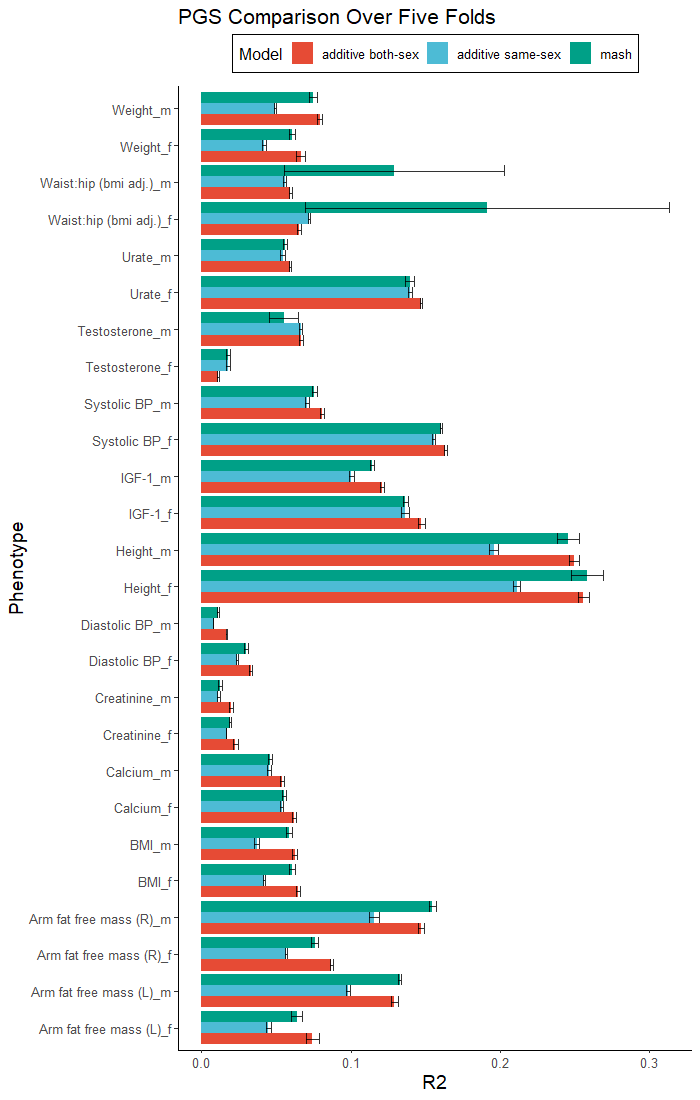 PGS Comparison Over Five Folds
Model additive both-sex additive same-sex mash
Weight_m
Weight_f
Waist:hip (bmi adj.)_m
Waist:hip (bmi adj.)_f
Urate_m
Urate_f
Testosterone_m
Testosterone_f
Systolic BP_m
Systolic BP_f
IGF-1_m
IGF-1_f
Height_m
Height_f
Diastolic BP_m
Diastolic BP_f
Creatinine_m
Creatinine_f
Calcium_m
Calcium_f
BMI_m
BMI_f
Arm fat free mass (R)_m
Arm fat free mass (R)_f
Arm fat free mass (L)_m
Arm fat free mass (L)_f
Phenotype
0.0 0.1 0.2 0.3
R2